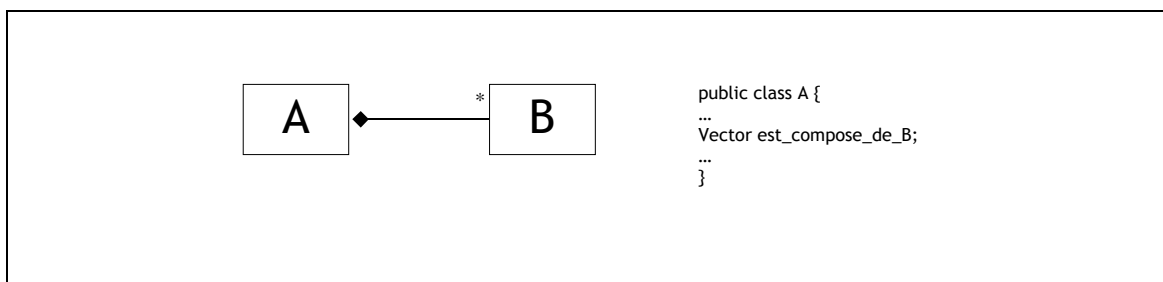 A
*
B
public class A {
…
Vector est_compose_de_B;
…
}